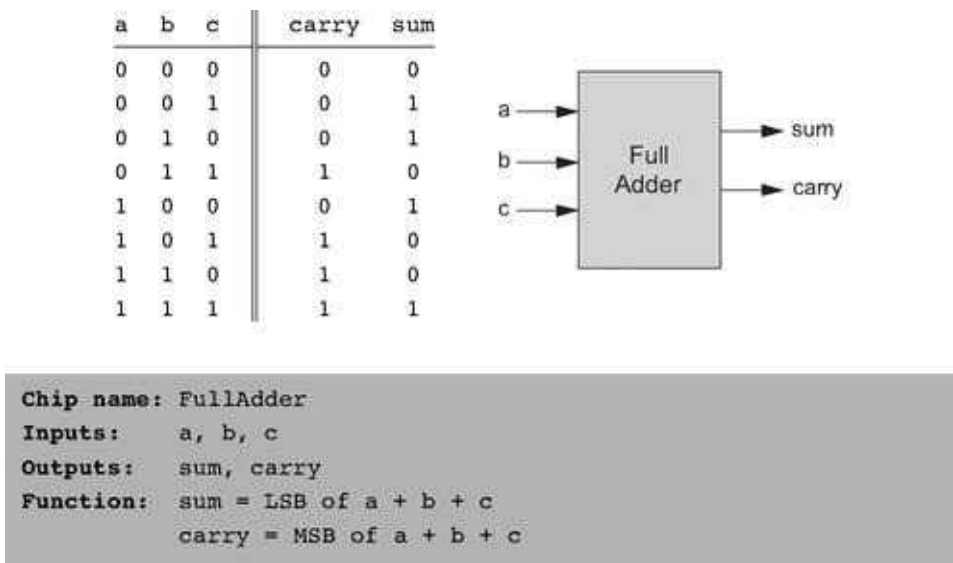 a b c carry sum
0 0 0 0 0
0 0 1 0 1
0 1 0 0 1
0 1 1 1 0
1 0 0 0 1
1 0 1 1 0
1 1 0 1 0
1 1 1 1 1
a
b
c
Full
Adder
sum
carry
Chip name: FullAdder
Inputs: a, b, c
Outputs: sum, carry
Function: sum = LSB of a + b + c
carry = MSB of a + b + c